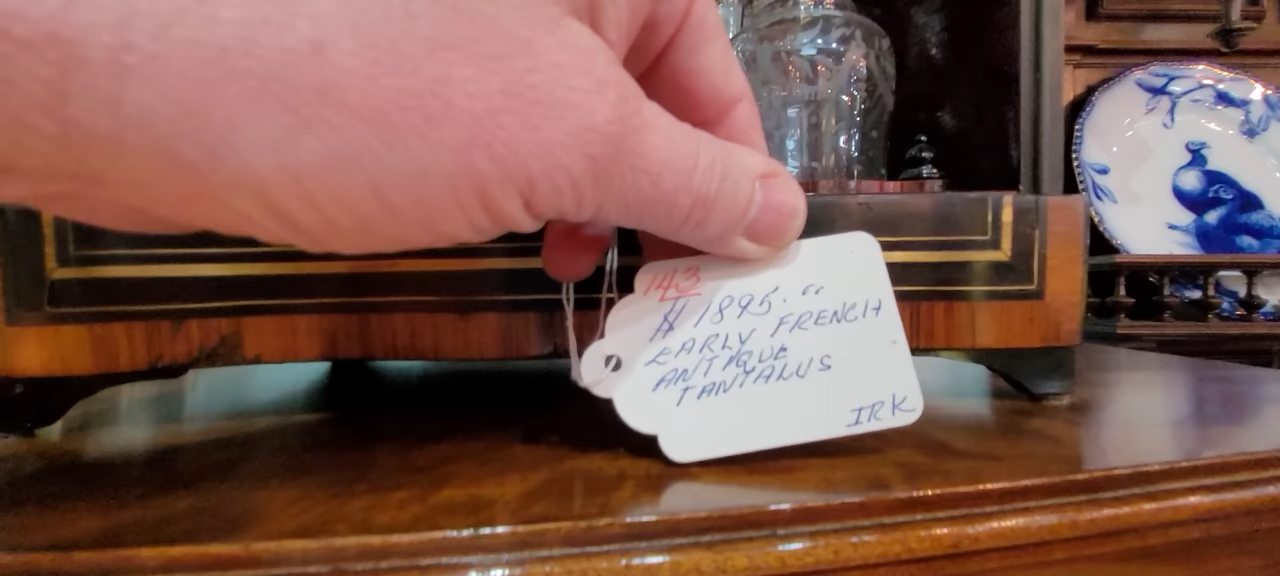 143
$ 1895.00
EARLY FRENCH
ANTIQUE
TANTALUS
IRK